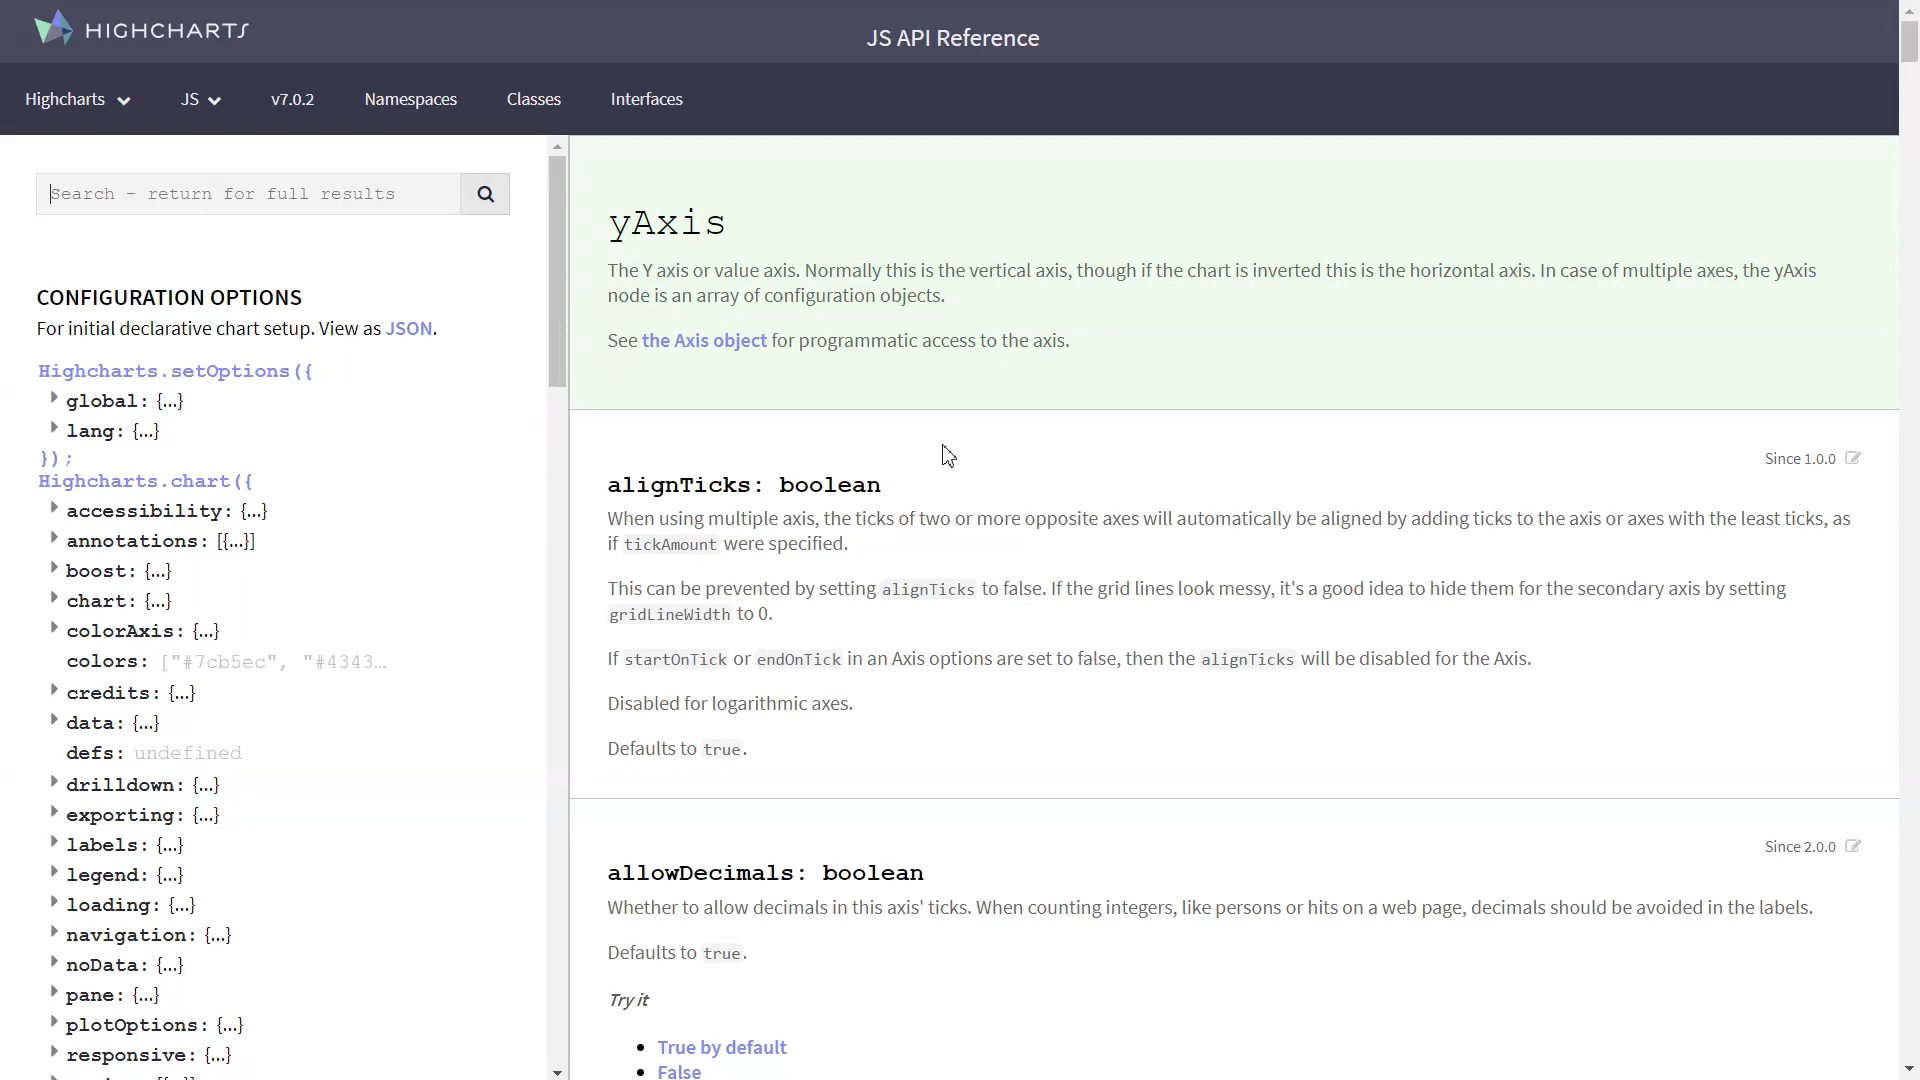 HIGHCHARTS
JS API Reference
Highcharts
JS
v7.0.2
Namespaces
Classes
Interfaces
Search - return for full results
CONFIGURATION OPTIONS
For initial declarative chart setup. View as JSON.
Highcharts.setOptions({
global: {...}
lang: {...}
});
Highcharts.chart({
accessibility: {...}
annotations: [{...}]
boost: {...}
chart: {...}
colorAxis: {...}
colors: ["#7cb5ec", "#4343...
credits: {...}
data: {...}
defs: undefined
drilldown: {...}
exporting: {...}
labels: {...}
legend: {...}
loading: {...}
navigation: {...}
noData: {...}
pane: {...}
plotOptions: {...}
responsive: {...}
yAxis
The Y axis or value axis. Normally this is the vertical axis, though if the chart is inverted this is the horizontal axis. In case of multiple axes, the yAxis
node is an array of configuration objects.
See the Axis object for programmatic access to the axis.
Since 1.0.0
alignTicks: boolean
When using multiple axis, the ticks of two or more opposite axes will automatically be aligned by adding ticks to the axis or axes with the least ticks, as
if tickAmount were specified.
This can be prevented by setting alignTicks to false. If the grid lines look messy, it's a good idea to hide them for the secondary axis by setting
gridLineWidth to 0.
If startOnTick or endOnTick in an Axis options are set to false, then the alignTicks will be disabled for the Axis.
Disabled for logarithmic axes.
Defaults to true.
Since 2.0.0
allowDecimals: boolean
Whether to allow decimals in this axis' ticks. When counting integers, like persons or hits on a web page, decimals should be avoided in the labels.
Defaults to true.
Try it
True by default
False